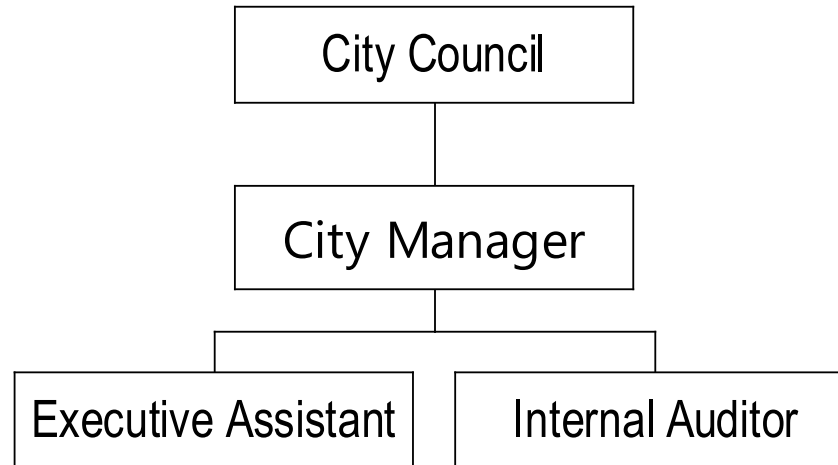 City Council
City Manager
Executive Assistant
Internal Auditor